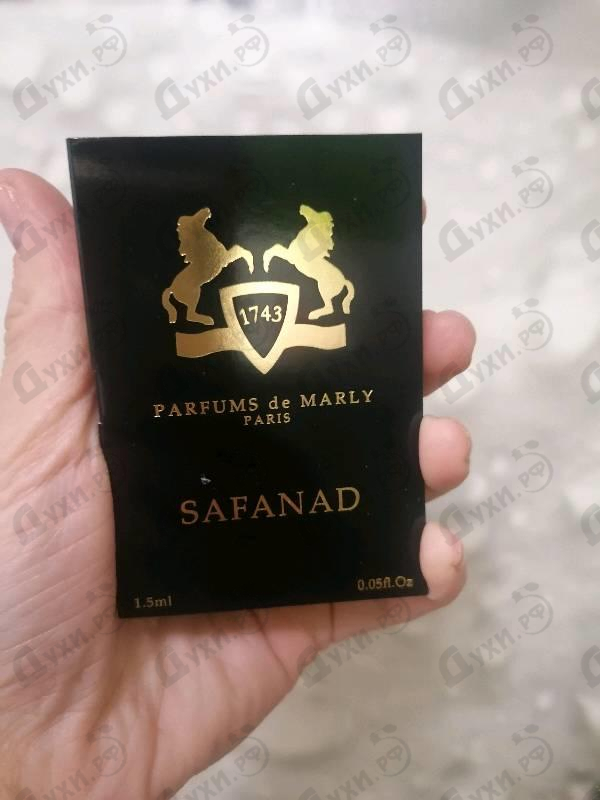 1743
PARFUMS de MARLY
PARIS
SAFANAD
1.5ml
0.05fl.Oz
Духи.РФ